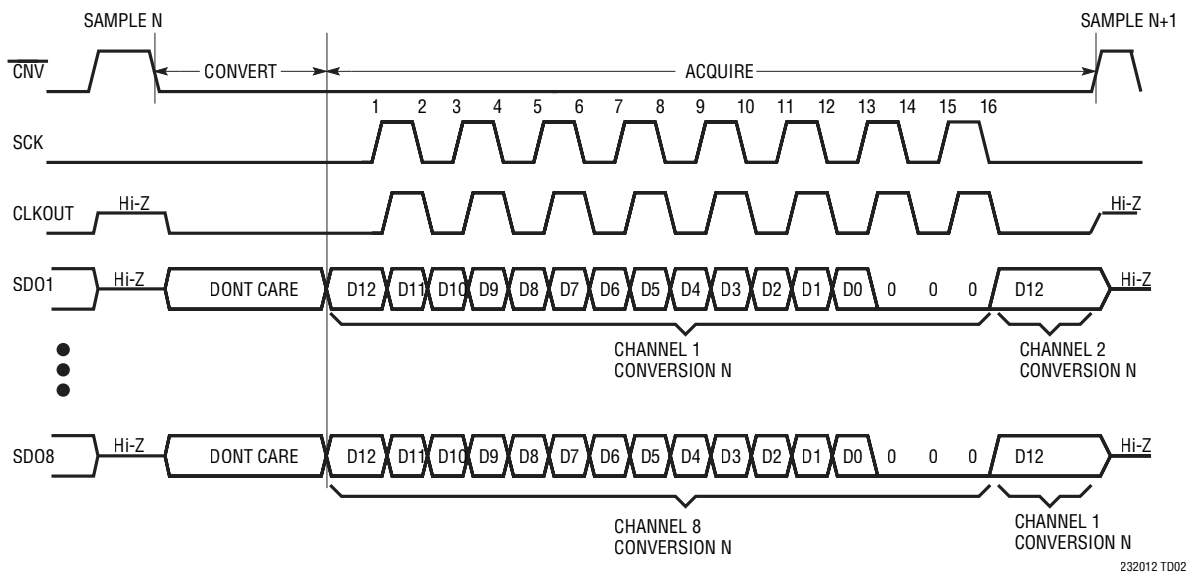 SAMPLE N SAMPLE N+1
CNV CONVERT ACQUIRE
1 2 3 4 5 6 7 8 9 10 11 12 13 14 15 16
SCK
CLKOUT Hi-Z Hi-Z
SDO1 Hi-Z DONT CARE D12 D11 D10 D9 D8 D7 D6 D5 D4 D3 D2 D1 D0 0 0 0 D12 Hi-Z
CHANNEL 1 CHANNEL 2
CONVERSION N CONVERSION N
SDO8 Hi-Z DONT CARE D12 D11 D10 D9 D8 D7 D6 D5 D4 D3 D2 D1 D0 0 0 0 D12 Hi-Z
CHANNEL 8 CHANNEL 1
CONVERSION N CONVERSION N
232012 TD02